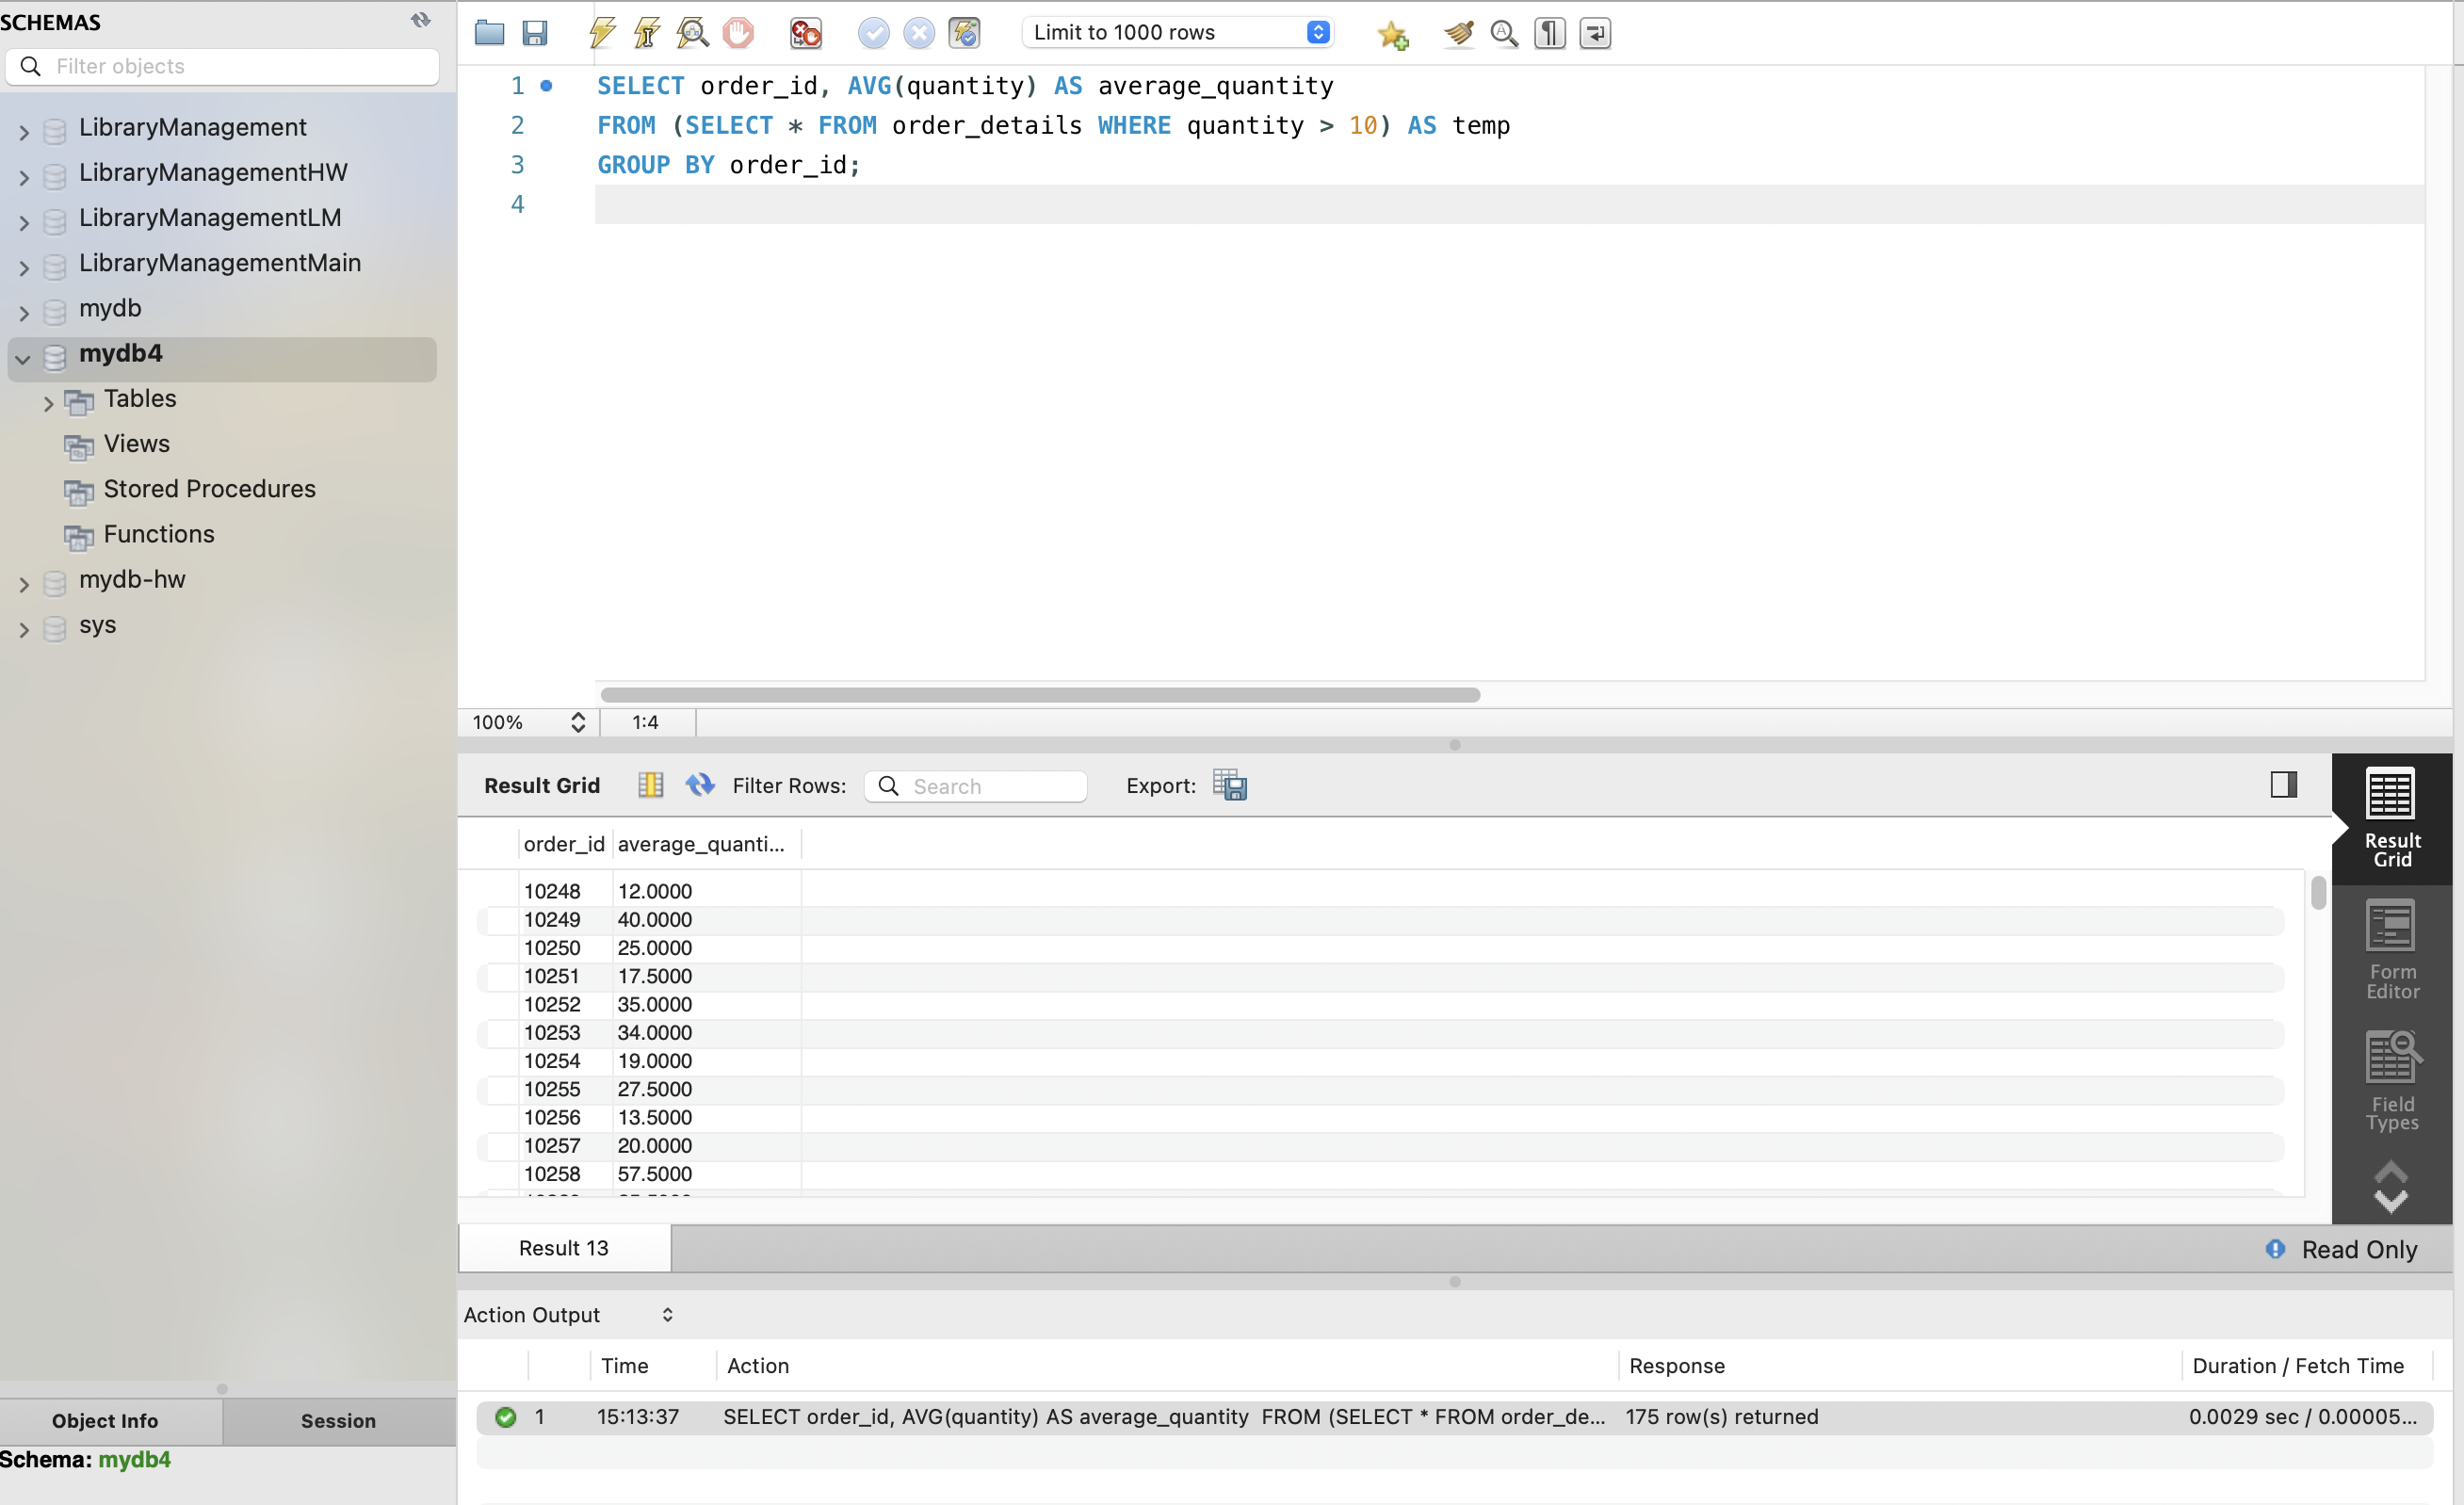 SCHEMAS
Filter objects
LibraryManagement
LibraryManagementHW
LibraryManagementLM
LibraryManagementMain
mydb
mydb4
Tables
Views
Stored Procedures
Functions
mydb-hw
sys
Object Info
Session
Schema: mydb4
Limit to 1000 rows
1 SELECT order_id, AVG(quantity) AS average_quantity
2 FROM (SELECT * FROM order_details WHERE quantity > 10) AS temp
3 GROUP BY order_id;
4
100% 1:4
Result Grid Filter Rows: Search Export:
order_id average_quanti...
10248 12.0000
10249 40.0000
10250 25.0000
10251 17.5000
10252 35.0000
10253 34.0000
10254 19.0000
10255 27.5000
10256 13.5000
10257 20.0000
10258 57.5000
Result
Grid
Form
Editor
Field
Types
Result 13
Read Only
Action Output
Time Action Response Duration / Fetch Time
1 15:13:37 SELECT order_id, AVG(quantity) AS average_quantity FROM (SELECT * FROM order_de... 175 row(s) returned 0.0029 sec / 0.00005...